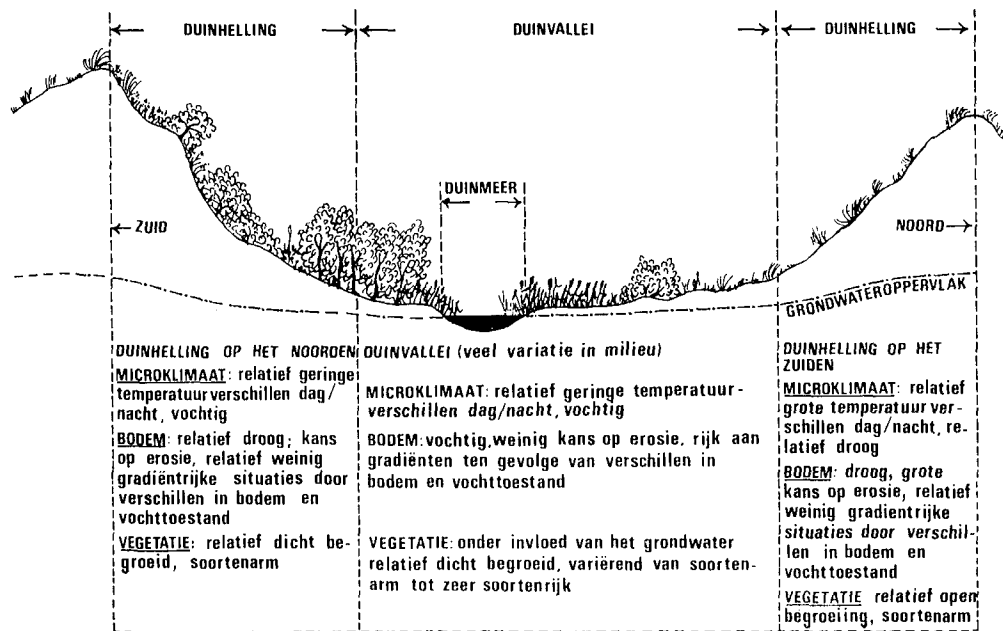 DUINHELLING
DUINVALLEI
DUINHELLING
DUINMEER
ZUID
NOORD
GRONDWATEROPPERVLAK
DUINHELLING OP HET NOORDEN
MICROKLIMAAT: relatief geringe
temperatuurverschillen dag/
nacht, vochtig
BODEM: relatief droog; kans
op erosie, relatief weinig
gradiëntrijke situaties door
verschillen in bodem en
vochttoestand
VEGETATIE: relatief dicht be-
groeid, soortenarm
DUINVALLEI (veel variatie in milieu)
MICROKLIMAAT: relatief geringe temperatuur-
verschillen dag/nacht, vochtig
BODEM: vochtig, weinig kans op erosie, rijk aan
gradiënten ten gevolge van verschillen in
bodem en vochttoestand
VEGETATIE: onder invloed van het grondwater
relatief dicht begroeid, variërend van soorten-
arm tot zeer soortenrijk
DUINHELLING OP HET
ZUIDEN
MICROKLIMAAT: relatief
grote temperatuurver-
schillen dag/nacht, re-
latief droog
BODEM: droog, grote
kans op erosie, relatief
weinig gradientrijke
situaties door verschil-
len in bodem en
vochttoestand
VEGETATIE relatief open
begroeiing, soortenarm